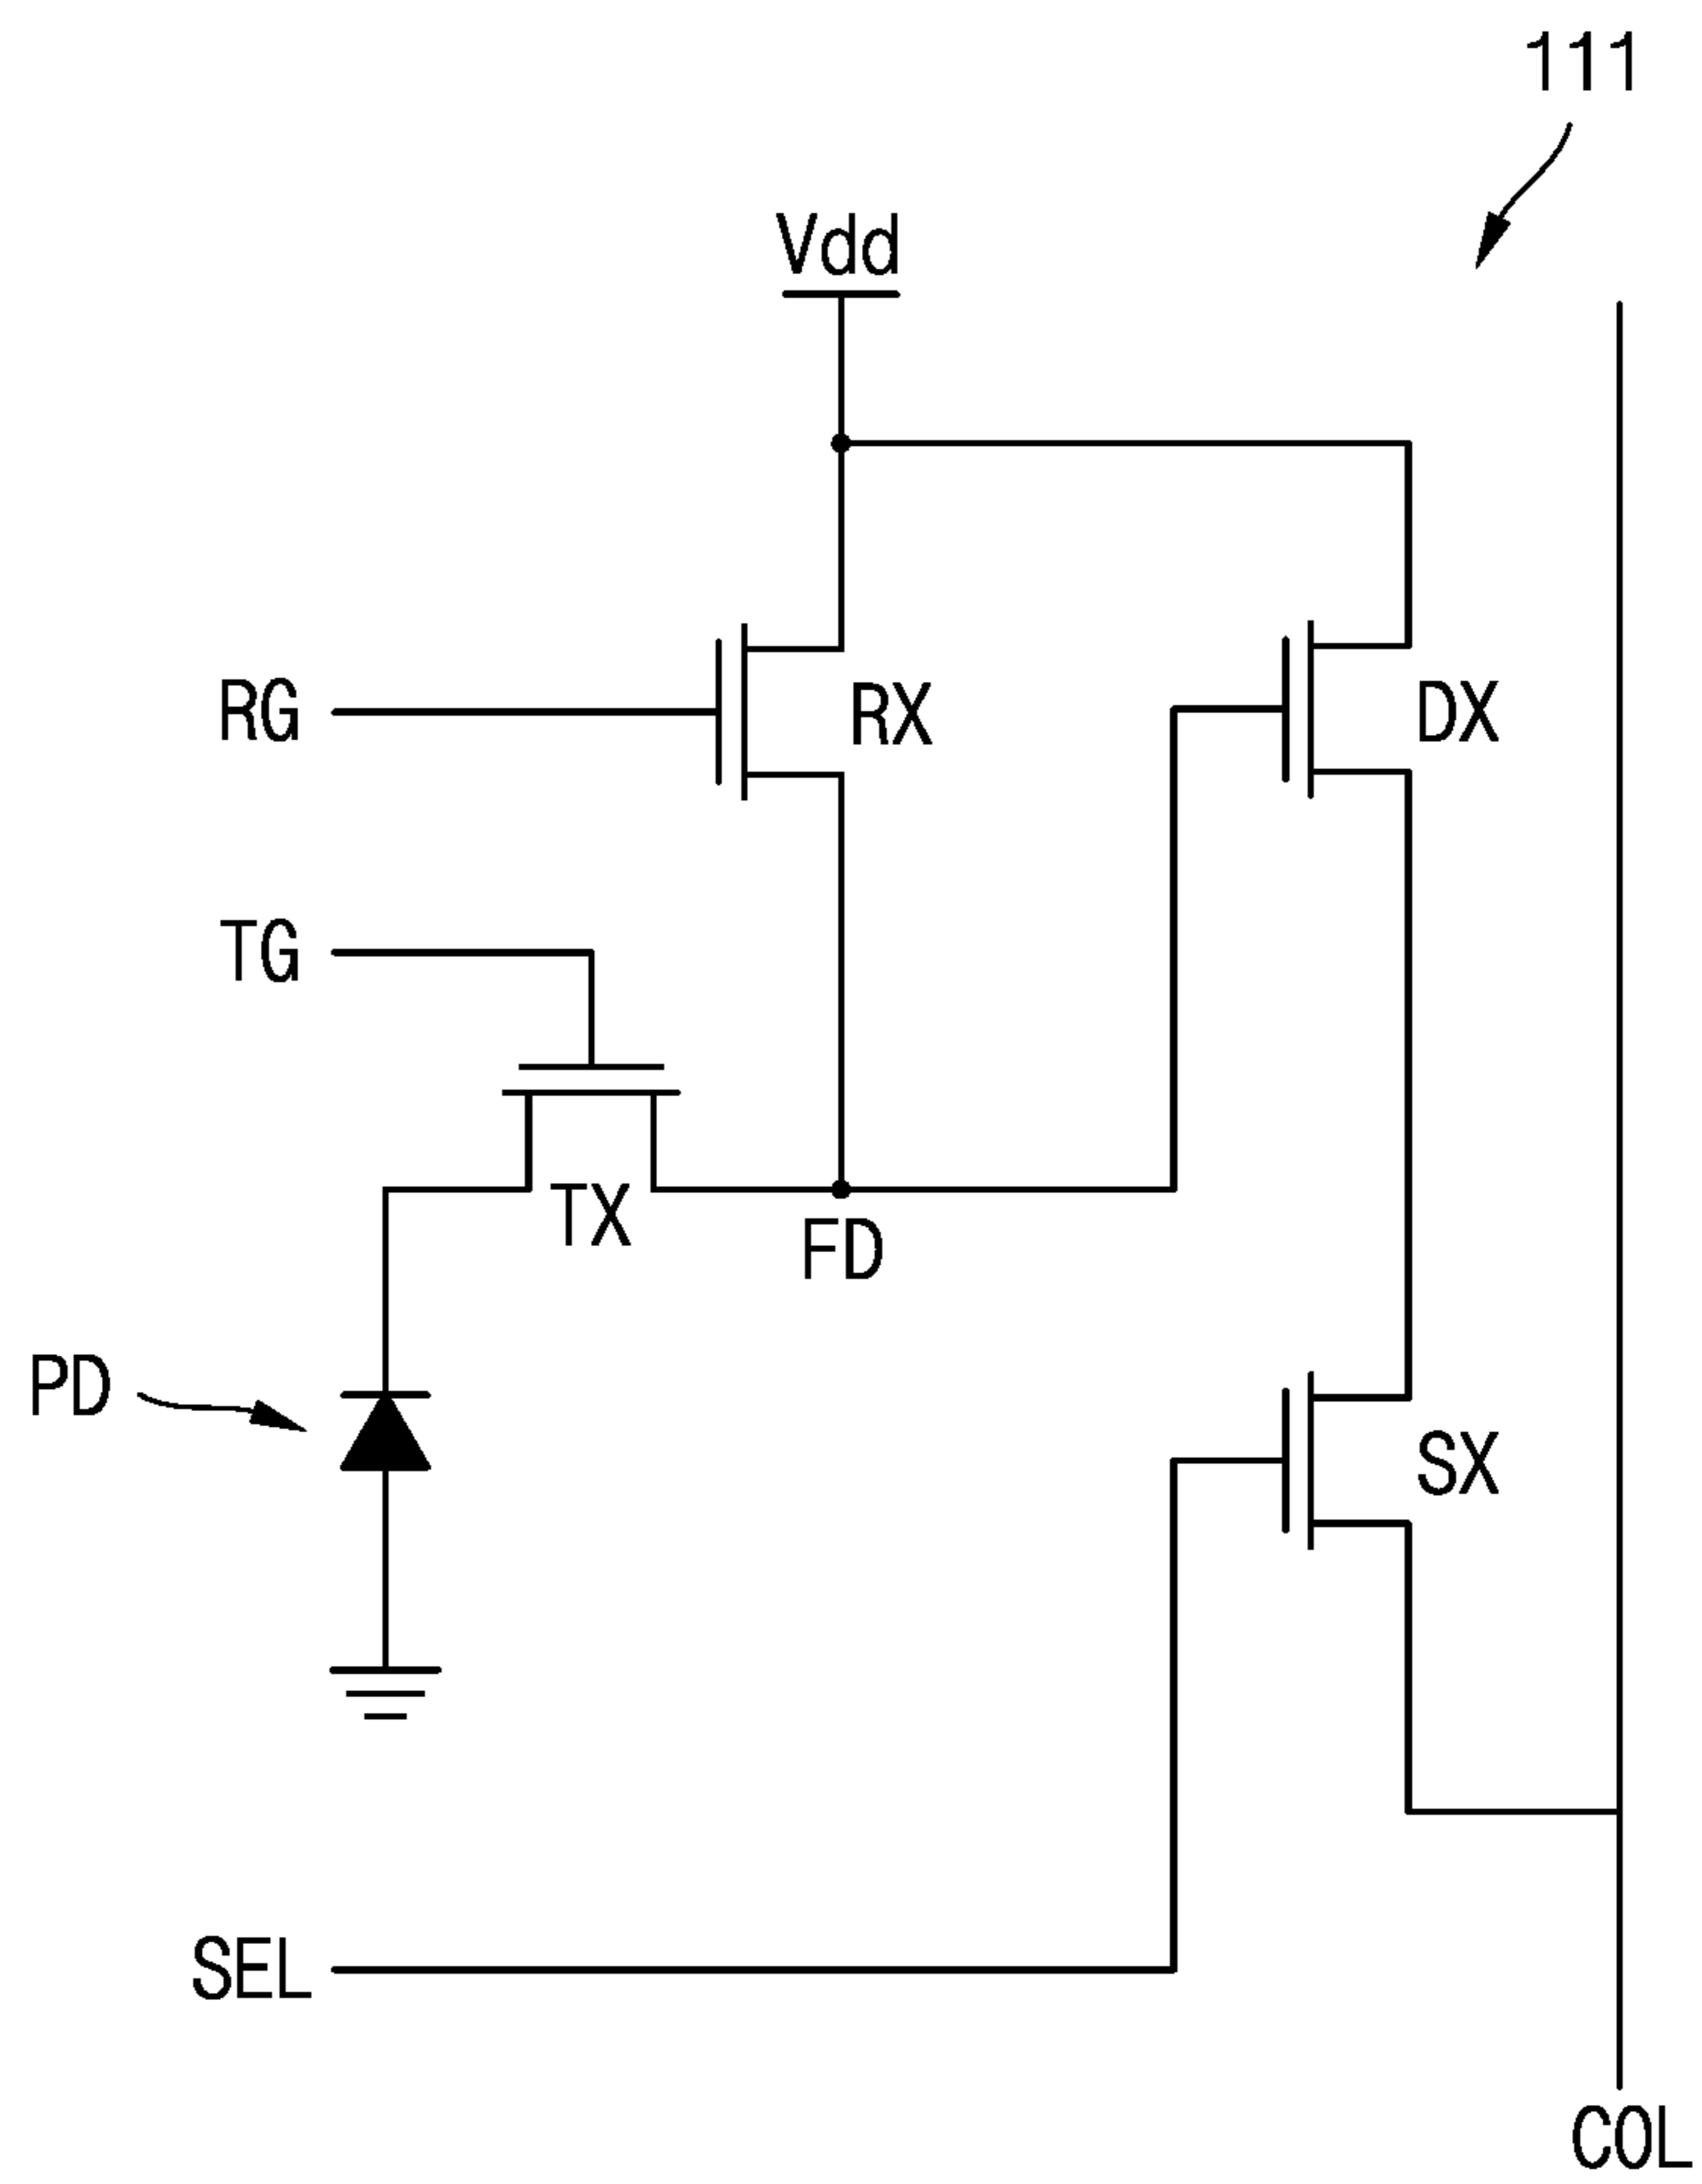 111
Vdd
RG
RX
DX
TG
TX
FD
PD
SX
SEL
COL